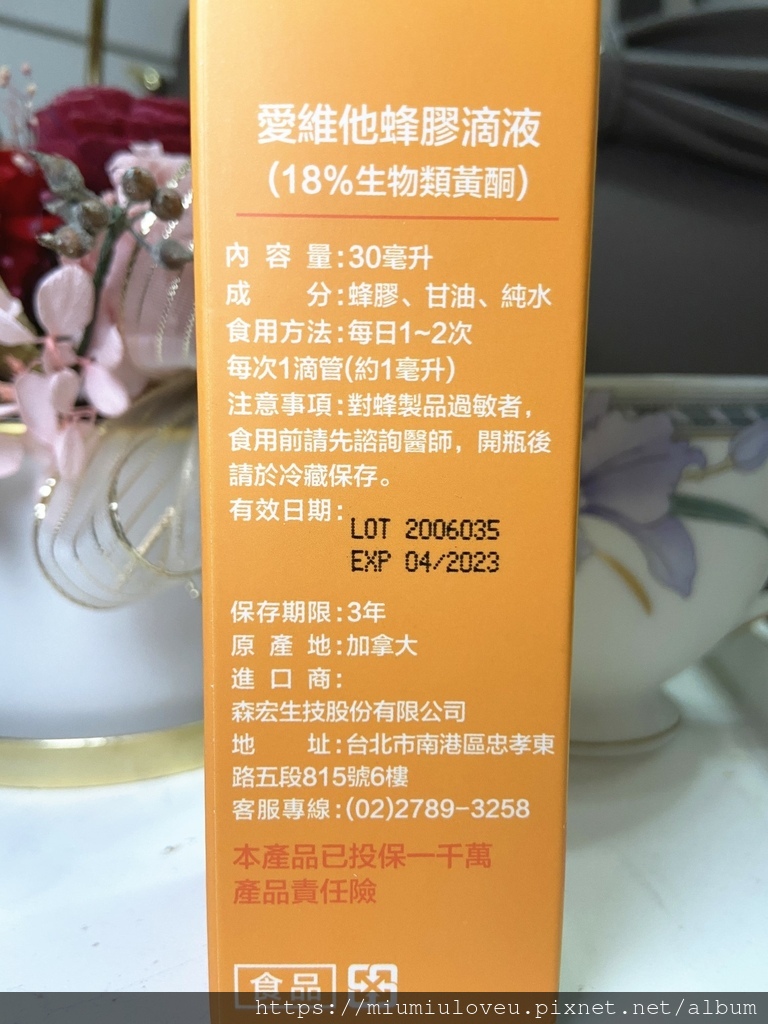 愛維他蜂膠滴液
(18%生物類黃酮)
內容量:30毫升
成分:蜂膠、甘油、純水
食用方法:每日1~2次
每次1滴管(約1毫升)
注意事項:對蜂製品過敏者,
食用前請先諮詢醫師,開瓶後
請於冷藏保存。
有效日期:
LOT 2006035
EXP 04/2023
保存期限:3年
原產地:加拿大
進口商:
森宏生技股份有限公司
地址:台北市南港區忠孝東
路五段815號6樓
客服專線:(02)2789-3258
本產品已投保一千萬
產品責任險
食品
https://miumiuloveu.pixnet.net/album